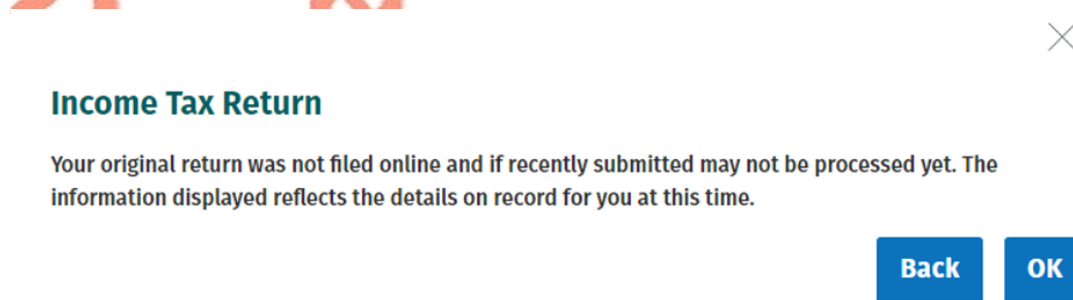 Income Tax Return
Your original return was not filed online and if recently submitted may not be processed yet. The
information displayed reflects the details on record for you at this time.
Back OK